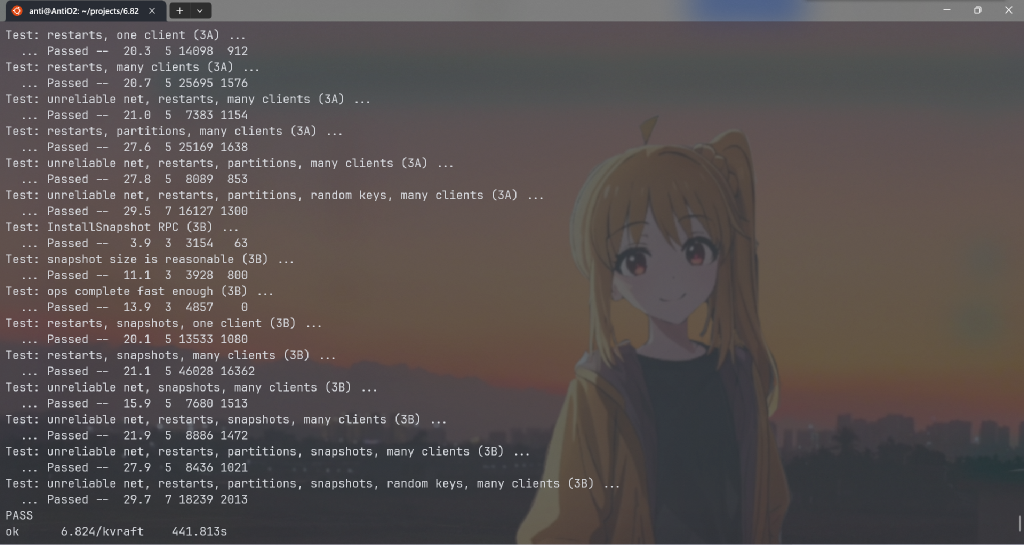 anti@AntiO2: ~/projects/6.82
Test: restarts, one client (3A) ...
  ... Passed --  20.3  5 14098  912
Test: restarts, many clients (3A) ...
  ... Passed --  20.7  5 25695 1576
Test: unreliable net, restarts, many clients (3A) ...
  ... Passed --  21.0  5  7383 1154
Test: restarts, partitions, many clients (3A) ...
  ... Passed --  27.6  5 25169 1638
Test: unreliable net, restarts, partitions, many clients (3A) ...
  ... Passed --  27.8  5  8089  853
Test: unreliable net, restarts, partitions, random keys, many clients (3A) ...
  ... Passed --  29.5  7 16127 1300
Test: InstallSnapshot RPC (3B) ...
  ... Passed --   3.9  3  3154   63
Test: snapshot size is reasonable (3B) ...
  ... Passed --  11.1  3  3928  800
Test: ops complete fast enough (3B) ...
  ... Passed --  13.9  3  4857    0
Test: restarts, snapshots, one client (3B) ...
  ... Passed --  20.1  5 13533 1080
Test: restarts, snapshots, many clients (3B) ...
  ... Passed --  21.1  5 46028 16362
Test: unreliable net, snapshots, many clients (3B) ...
  ... Passed --  15.9  5  7680 1513
Test: unreliable net, restarts, snapshots, many clients (3B) ...
  ... Passed --  21.9  5  8886 1472
Test: unreliable net, restarts, partitions, snapshots, many clients (3B) ...
  ... Passed --  27.9  5  8436 1021
Test: unreliable net, restarts, partitions, snapshots, random keys, many clients (3B) ...
  ... Passed --  29.7  7 18239 2013
PASS
ok      6.824/kvraft    441.813s